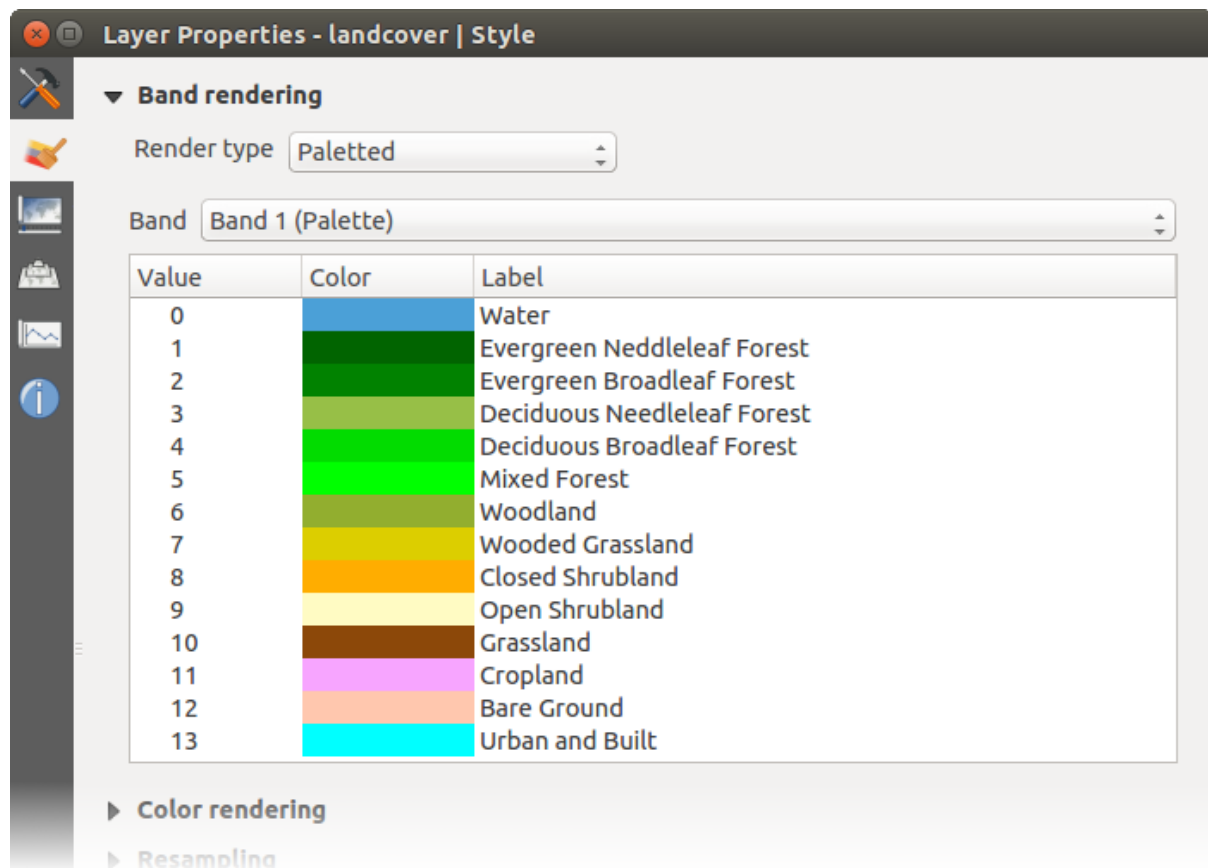 Layer Properties - landcover | Style
Band rendering
Render type Paletted
Band Band 1 (Palette)
Value Color Label
0 Water
1 Evergreen Neddleleaf Forest
2 Evergreen Broadleaf Forest
3 Deciduous Needleleaf Forest
4 Deciduous Broadleaf Forest
5 Mixed Forest
6 Woodland
7 Wooded Grassland
8 Closed Shrubland
9 Open Shrubland
10 Grassland
11 Cropland
12 Bare Ground
13 Urban and Built
Color rendering
Resampling